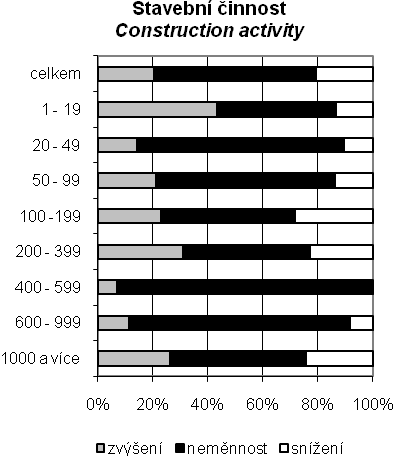 Stavební činnost
Construction activity
celkem
1 - 19
20 - 49
50 - 99
100 -199
200 - 399
400 - 599
600 - 999
1000 a více
0% 20% 40% 60% 80% 100%
zvýšení neměnnost snížení